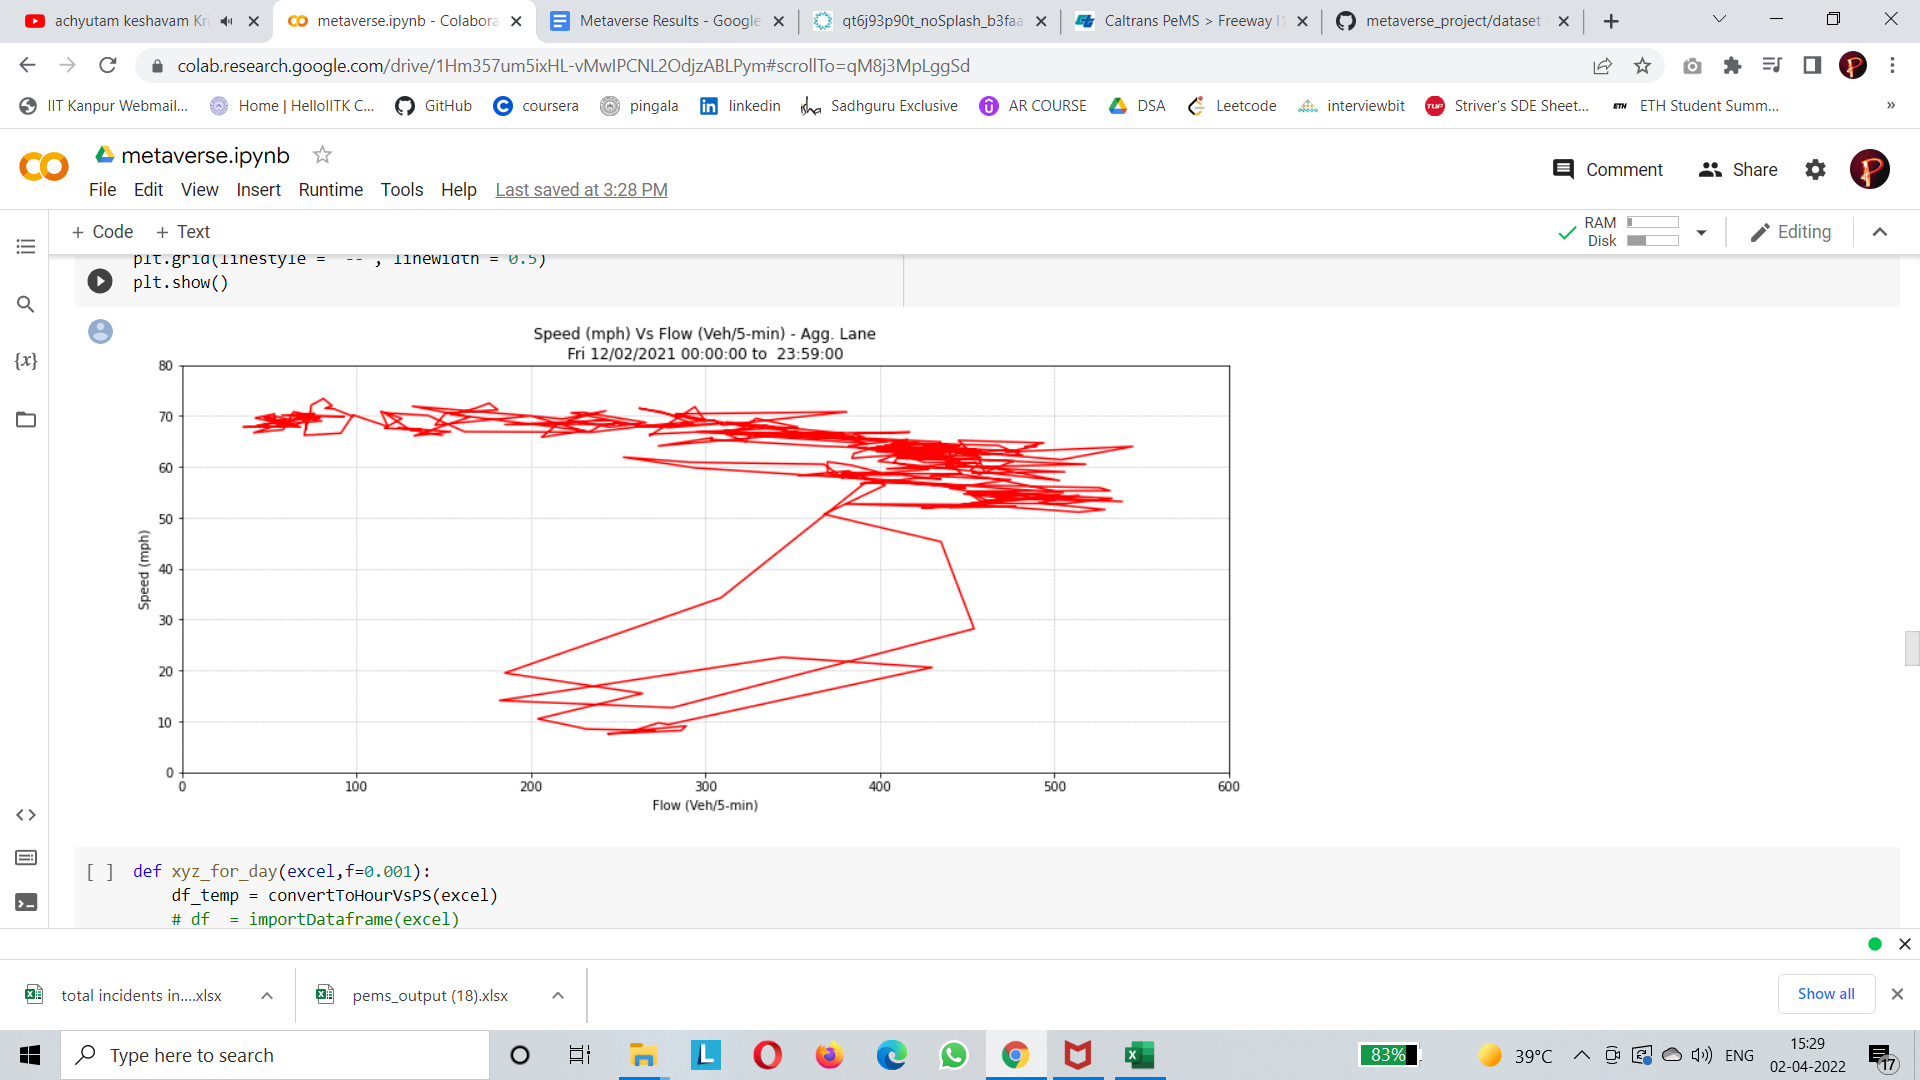 achyutam keshavam Kri
metaverse.ipynb - Colabora
Metaverse Results - Google
qt6j93p90t_noSplash_b3faa
Caltrans PeMS > Freeway I1
metaverse_project/dataset
colab.research.google.com/drive/1Hm357um5ixHL-vMwIPCNL2OdjzABLPym#scrollTo=qM8j3MpLggSd
IIT Kanpur Webmail...
Home | HelloIITK C...
GitHub
coursera
pingala
linkedin
Sadhguru Exclusive
AR COURSE
DSA
Leetcode
interviewbit
Striver's SDE Sheet...
ETH Student Summ...
»
metaverse.ipynb
Comment
Share
File Edit View Insert Runtime Tools Help Last saved at 3:28 PM
+ Code + Text
RAM
Disk
Editing
plt.grid(linestyle = '--', linewidth = 0.5)
plt.show()
{x}
Speed (mph) Vs Flow (Veh/5-min) - Agg. Lane
Fri 12/02/2021 00:00:00 to 23:59:00
80
70
60
50
40
30
20
10
0
Speed (mph)
0 100 200 300 400 500 600
Flow (Veh/5-min)
[ ] def xyz_for_day(excel,f=0.001):
df_temp = convertToHourVsPS(excel)
# df = importDataframe(excel)
total incidents in....xlsx
pems_output (18).xlsx
Show all
Type here to search
83%
39°C
ENG
15:29
02-04-2022
17